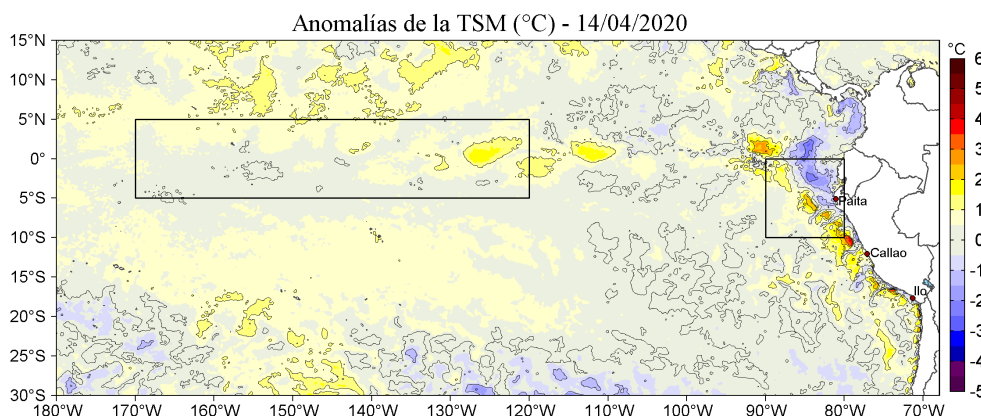 Anomalías de la TSM (°C) - 14/04/2020
15°N
10°N
5°N
0°
5°S
10°S
15°S
20°S
25°S
30°S
180°W
170°W
160°W
150°W
140°W
130°W
120°W
110°W
100°W
90°W
80°W
70°W
Paita
Callao
Ilo
°C
6
5
4
3
2
1
0
-1
-2
-3
-4
-5